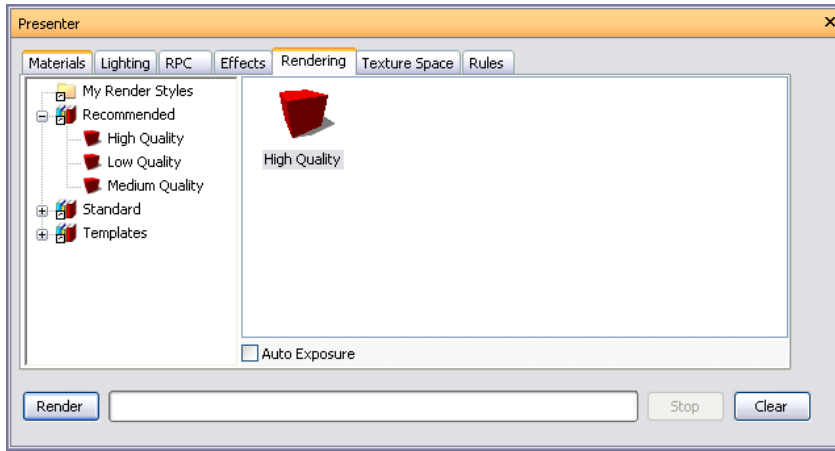 Presenter
Materials Lighting RPC Effects Rendering Texture Space Rules
My Render Styles
Recommended
High Quality
Low Quality
Medium Quality
Standard
Templates
High Quality
Auto Exposure
Render Stop Clear